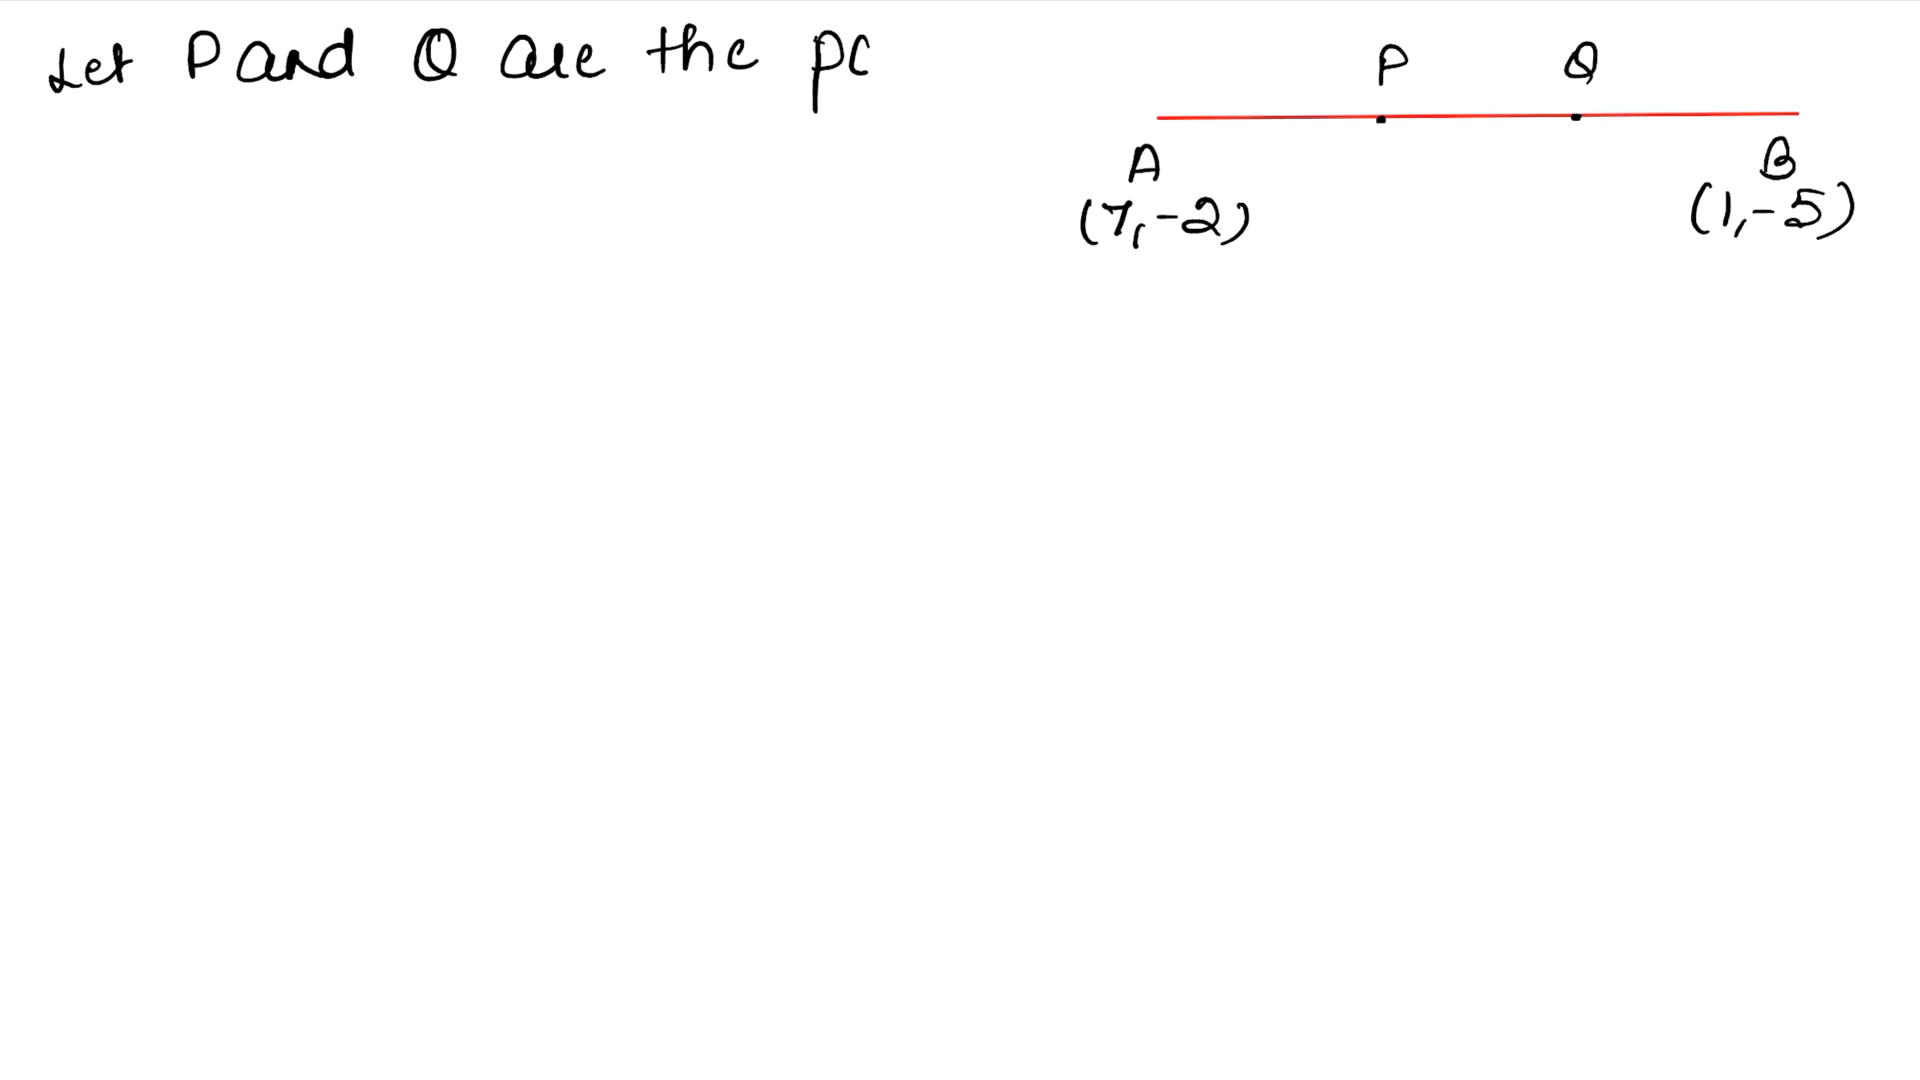 Let P and Q are the pc
P Q
A B
(7,-2) (1,-5)